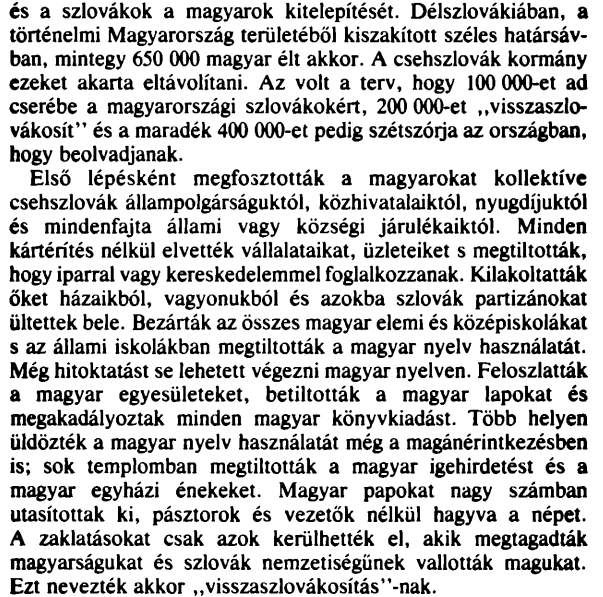 és a szlovákok a magyarok kitelepítését. Délszlovákiában, a
történelmi Magyarország területéből kiszakított széles határsáv-
ban, mintegy 650 000 magyar élt akkor. A csehszlovák kormány
ezeket akarta eltávolítani. Az volt a terv, hogy 100 000-et ad
cserébe a magyarországi szlovákokért, 200 000-et ,,visszaszlo-
vákosít" és a maradék 400 000-et pedig szétszórja az országban,
hogy beolvadjanak.
Első lépésként megfosztották a magyarokat kollektíve
csehszlovák állampolgárságuktól, közhivatalaiktól, nyugdíjuktól
és mindenfajta állami vagy községi járulékaiktól. Minden
kártérítés nélkül elvették vállalataikat, üzleteiket s megtiltották,
hogy iparral vagy kereskedelemmel foglalkozzanak. Kilakoltatták
őket házaikból, vagyonukból és azokba szlovák partizánokat
ültettek bele. Bezárták az összes magyar elemi és középiskolákat
s az állami iskolákban megtiltották a magyar nyelv használatát.
Még hitoktatást se lehetett végezni magyar nyelven. Feloszlatták
a magyar egyesületeket, betiltották a magyar lapokat és
megakadályoztak minden magyar könyvkiadást. Több helyen
üldözték a magyar nyelv használatát még a magánérintkezésben
is; sok templomban megtiltották a magyar igehirdetést és a
magyar egyházi énekeket. Magyar papokat nagy számban
utasítottak ki, pásztorok és vezetők nélkül hagyva a népet.
A zaklatásokat csak azok kerülhették el, akik megtagadták
magyarságukat és szlovák nemzetiségűnek vallották magukat.
Ezt nevezték akkor ,,visszaszlovákosítás"-nak.